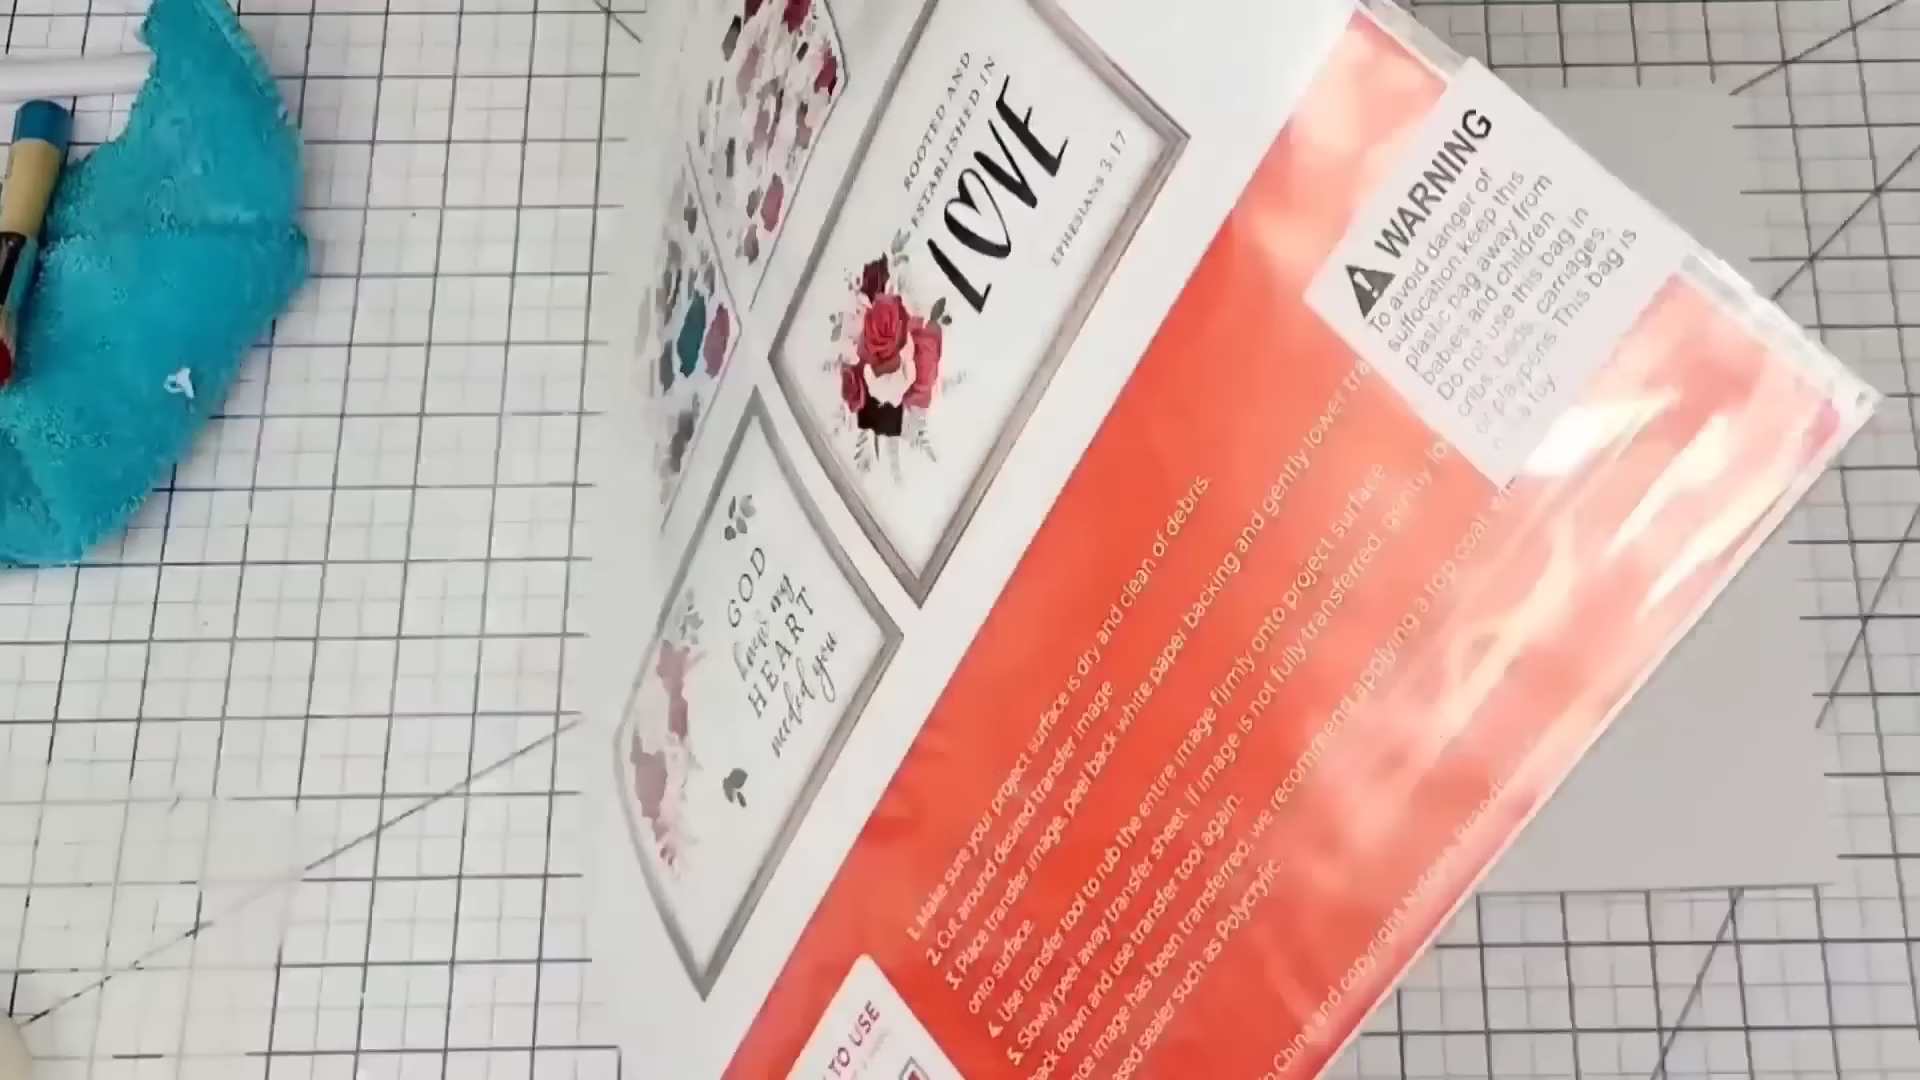 ROOTED AND
ESTABLISHED IN
LOVE
EPHESIANS 3:17
GOD
knew my
HEART
needed you
WARNING
To avoid danger of
suffocation, keep this
plastic bag away from
babies and children
Do not use this bag in
cribs, beds, carriages,
or playpens This bag is
a toy.
1. Make sure your project surface is dry and clean of debris.
2. Cut around desired transfer image
3. Place transfer image, peel back white paper backing and gently lower
onto surface.
4. Use transfer tool to rub the entire image firmly onto project surface
5. Slowly peel away transfer sheet. If image is not fully transferred, gently
back down and use transfer tool again.
image has been transferred, we recommend applying a top coat
sealer such as Polycrylic.
TO USE
in China and copyright